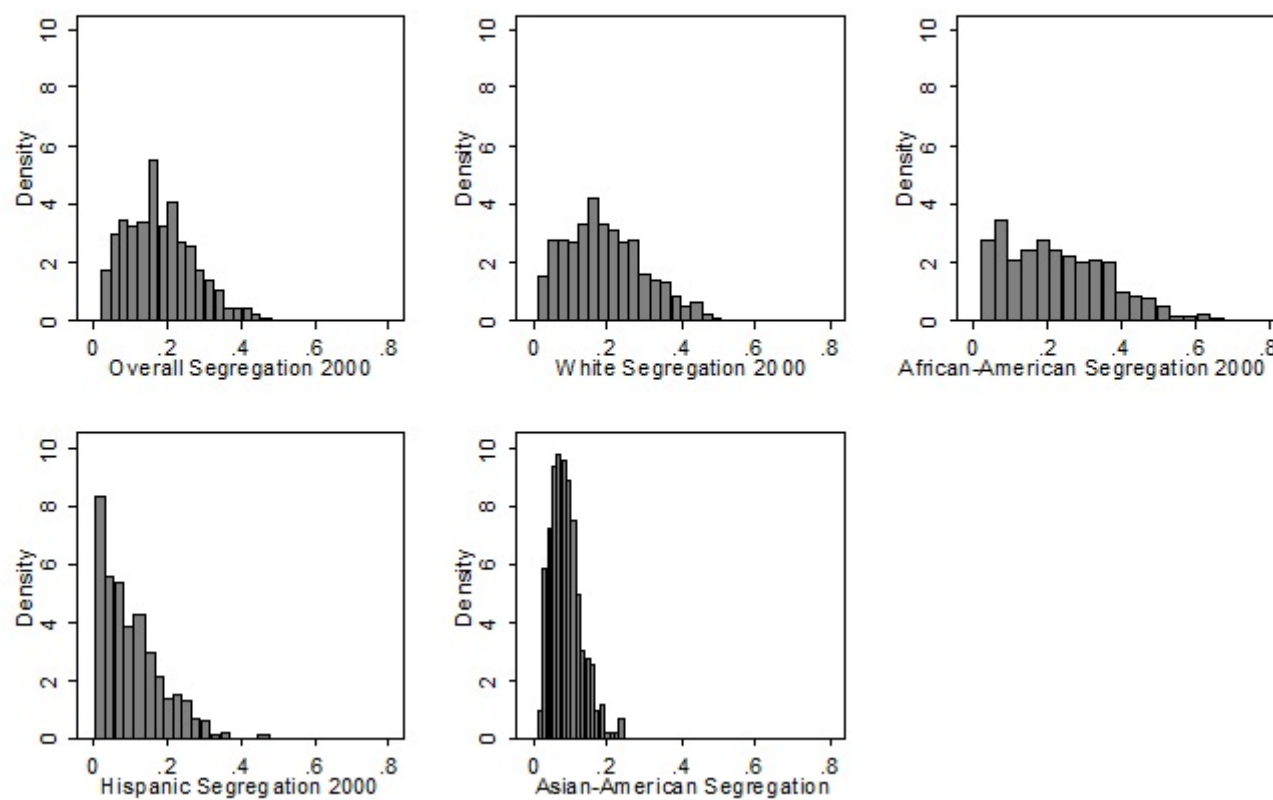 Density
0 2 4 6 8 10
0 .2 .4 .6 .8
Overall Segregation 2000
Density
0 2 4 6 8 10
0 .2 .4 .6 .8
White Segregation 2000
Density
0 2 4 6 8 10
0 .2 .4 .6 .8
African-American Segregation 2000
Density
0 2 4 6 8 10
0 .2 .4 .6 .8
Hispanic Segregation 2000
Density
0 2 4 6 8 10
0 .2 .4 .6 .8
Asian-American Segregation